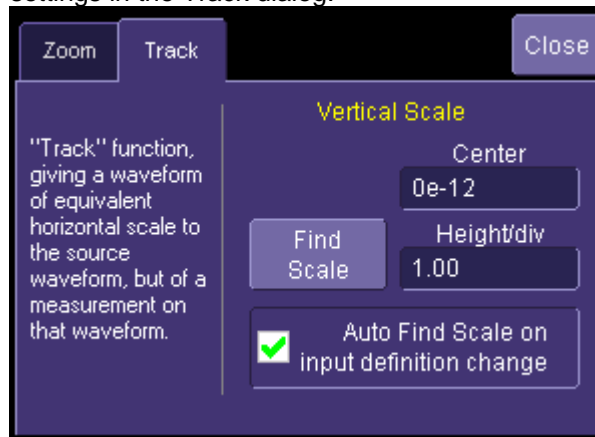 settings in the Track dialog.
Zoom
Track
Close
"Track" function,
giving a waveform
of equivalent
horizontal scale to
the source
waveform, but of a
measurement on
that waveform.
Vertical Scale
Center
0e-12
Find
Scale
Height/div
1.00
Auto Find Scale on
input definition change